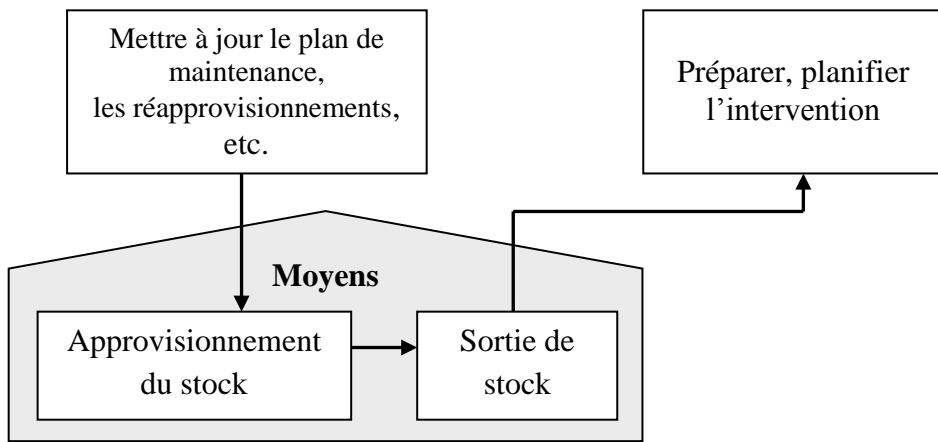 Mettre à jour le plan de
maintenance,
les réapprovisionnements,
etc.
Préparer, planifier
l’intervention
Moyens
Approvisionnement
du stock
Sortie de
stock